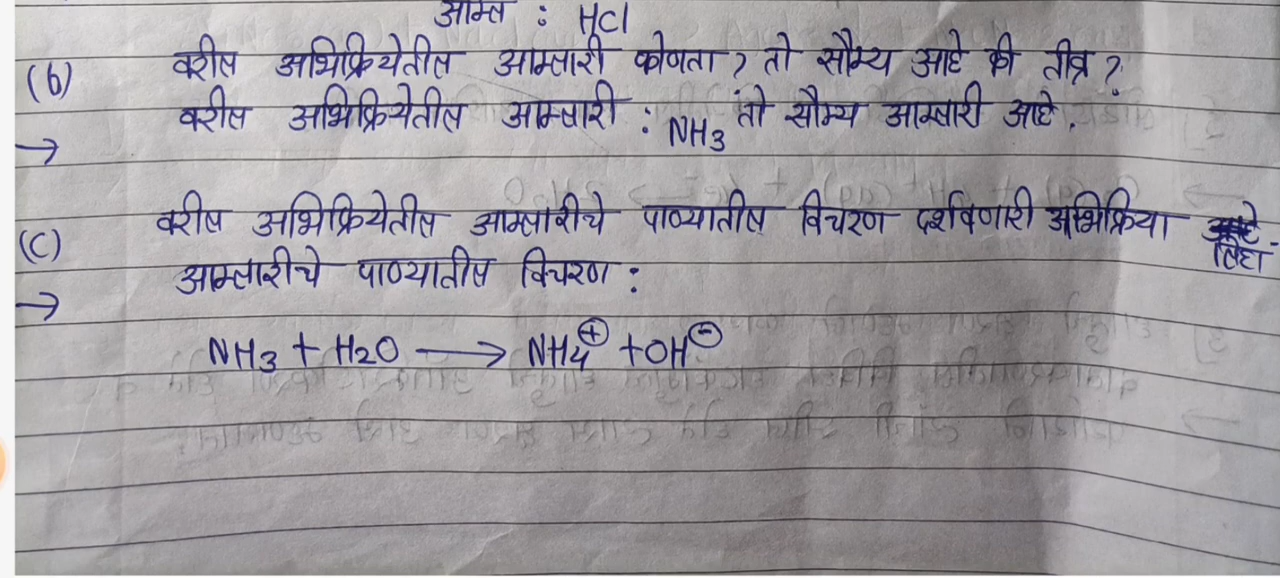 आम्ल : HCl
(b) वरील अभिक्रियेतील आम्लारी कोणता ? तो सौम्य आहे की तीव्र ?
→ वरील अभिक्रियेतील आम्लारी : NH3 तो सौम्य आम्लारी आहे.
(C) वरील अभिक्रियेतील आम्लारीचे पाण्यातील विचरण दर्शविणारी अभिक्रिया लिहा
→ आम्लारीचे पाण्यातील विचरण :
NH3 + H2O ⟶ NH4⊕ + OH⊖